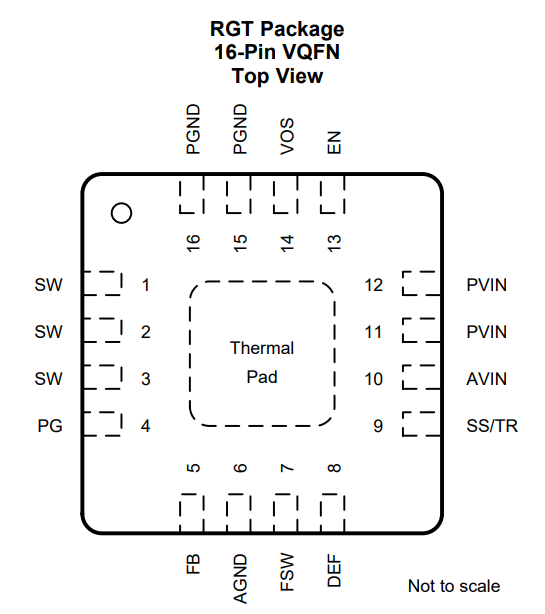 RGT Package
16-Pin VQFN
Top View
PGND
PGND
VOS
EN
16
15
14
13
SW
1
12
PVIN
SW
2
11
PVIN
Thermal
Pad
SW
3
10
AVIN
PG
4
9
SS/TR
5
6
7
8
FB
AGND
FSW
DEF
Not to scale